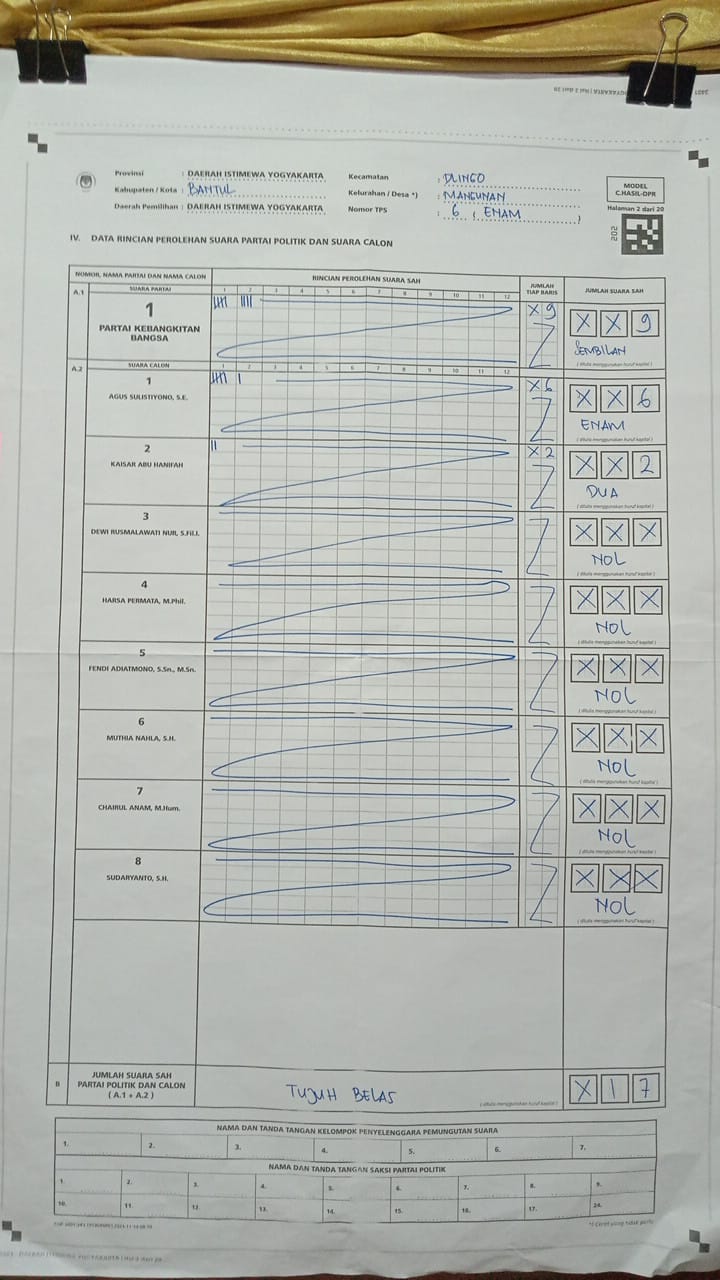 Provinsi : DAERAH ISTIMEWA YOGYAKARTA
Kabupaten / Kota : BANTUL
Daerah Pemilihan : DAERAH ISTIMEWA YOGYAKARTA
Kecamatan : DLINGO
Kelurahan / Desa *) : MANGUNAN
Nomor TPS : 6 ( ENAM )
MODEL
C.HASIL-DPR
Halaman 2 dari 20
202
IV. DATA RINCIAN PEROLEHAN SUARA PARTAI POLITIK DAN SUARA CALON
NOMOR, NAMA PARTAI DAN NAMA CALON
RINCIAN PEROLEHAN SUARA SAH
JUMLAH TIAP BARIS
JUMLAH SUARA SAH
A.1 SUARA PARTAI 1 2 3 4 5 6 7 8 9 10 11 12
1
PARTAI KEBANGKITAN BANGSA
X 9
X X 9
SEMBILAN
( ditulis menggunakan huruf kapital )
A.2 SUARA CALON 1 2 3 4 5 6 7 8 9 10 11 12
1
AGUS SULISTIYONO, S.E.
X 6
X X 6
ENAM
( ditulis menggunakan huruf kapital )
2
KAISAR ABU HANIFAH
X 2
X X 2
DUA
( ditulis menggunakan huruf kapital )
3
DEWI RUSMALAWATI NUR, S.Fil.I.
X X X
NOL
( ditulis menggunakan huruf kapital )
4
HARSA PERMATA, M.Phil.
X X X
NOL
( ditulis menggunakan huruf kapital )
5
FENDI ADIATMONO, S.Sn., M.Sn.
X X X
NOL
( ditulis menggunakan huruf kapital )
6
MUTHIA NAHLA, S.H.
X X X
NOL
( ditulis menggunakan huruf kapital )
7
CHAIRUL ANAM, M.Hum.
X X X
NOL
( ditulis menggunakan huruf kapital )
8
SUDARYANTO, S.H.
X X X
NOL
( ditulis menggunakan huruf kapital )
B
JUMLAH SUARA SAH
PARTAI POLITIK DAN CALON
( A.1 + A.2 )
TUJUH BELAS
( ditulis menggunakan huruf kapital )
X 1 7
NAMA DAN TANDA TANGAN KELOMPOK PENYELENGGARA PEMUNGUTAN SUARA
1. 2. 3. 4. 5. 6. 7.
NAMA DAN TANDA TANGAN SAKSI PARTAI POLITIK
1. 2. 3. 4. 5. 6. 7. 8. 9.
10. 11. 12. 13. 14. 15. 16. 17. 24.
*) Coret yang tidak perlu